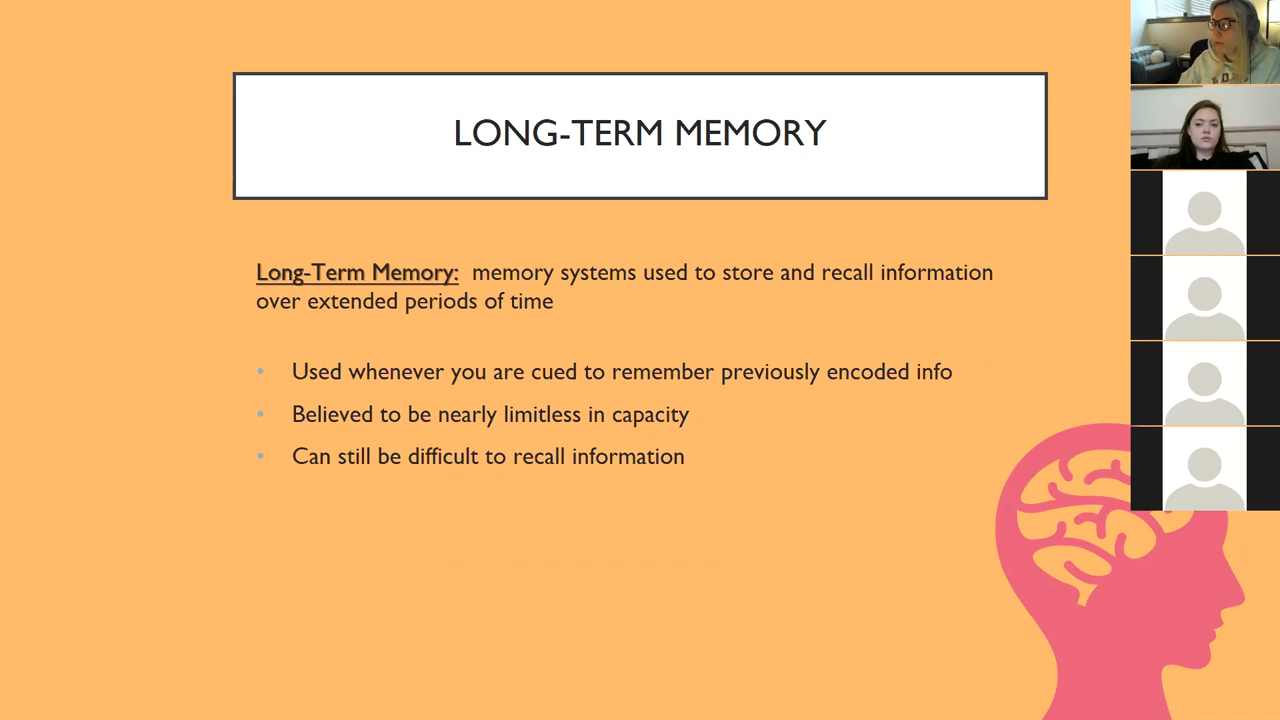 LONG-TERM MEMORY
Long-Term Memory: memory systems used to store and recall information
over extended periods of time
• Used whenever you are cued to remember previously encoded info
• Believed to be nearly limitless in capacity
• Can still be difficult to recall information